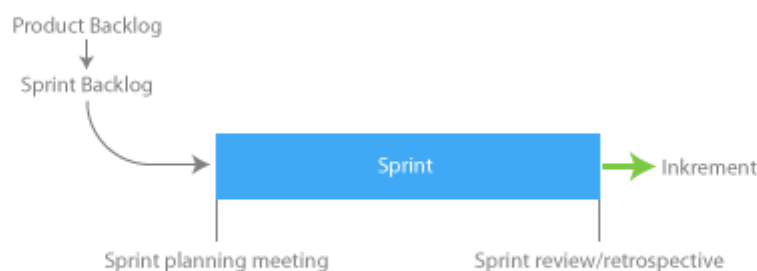 Product Backlog
Sprint Backlog
Sprint
Inkrement
Sprint planning meeting
Sprint review/retrospective